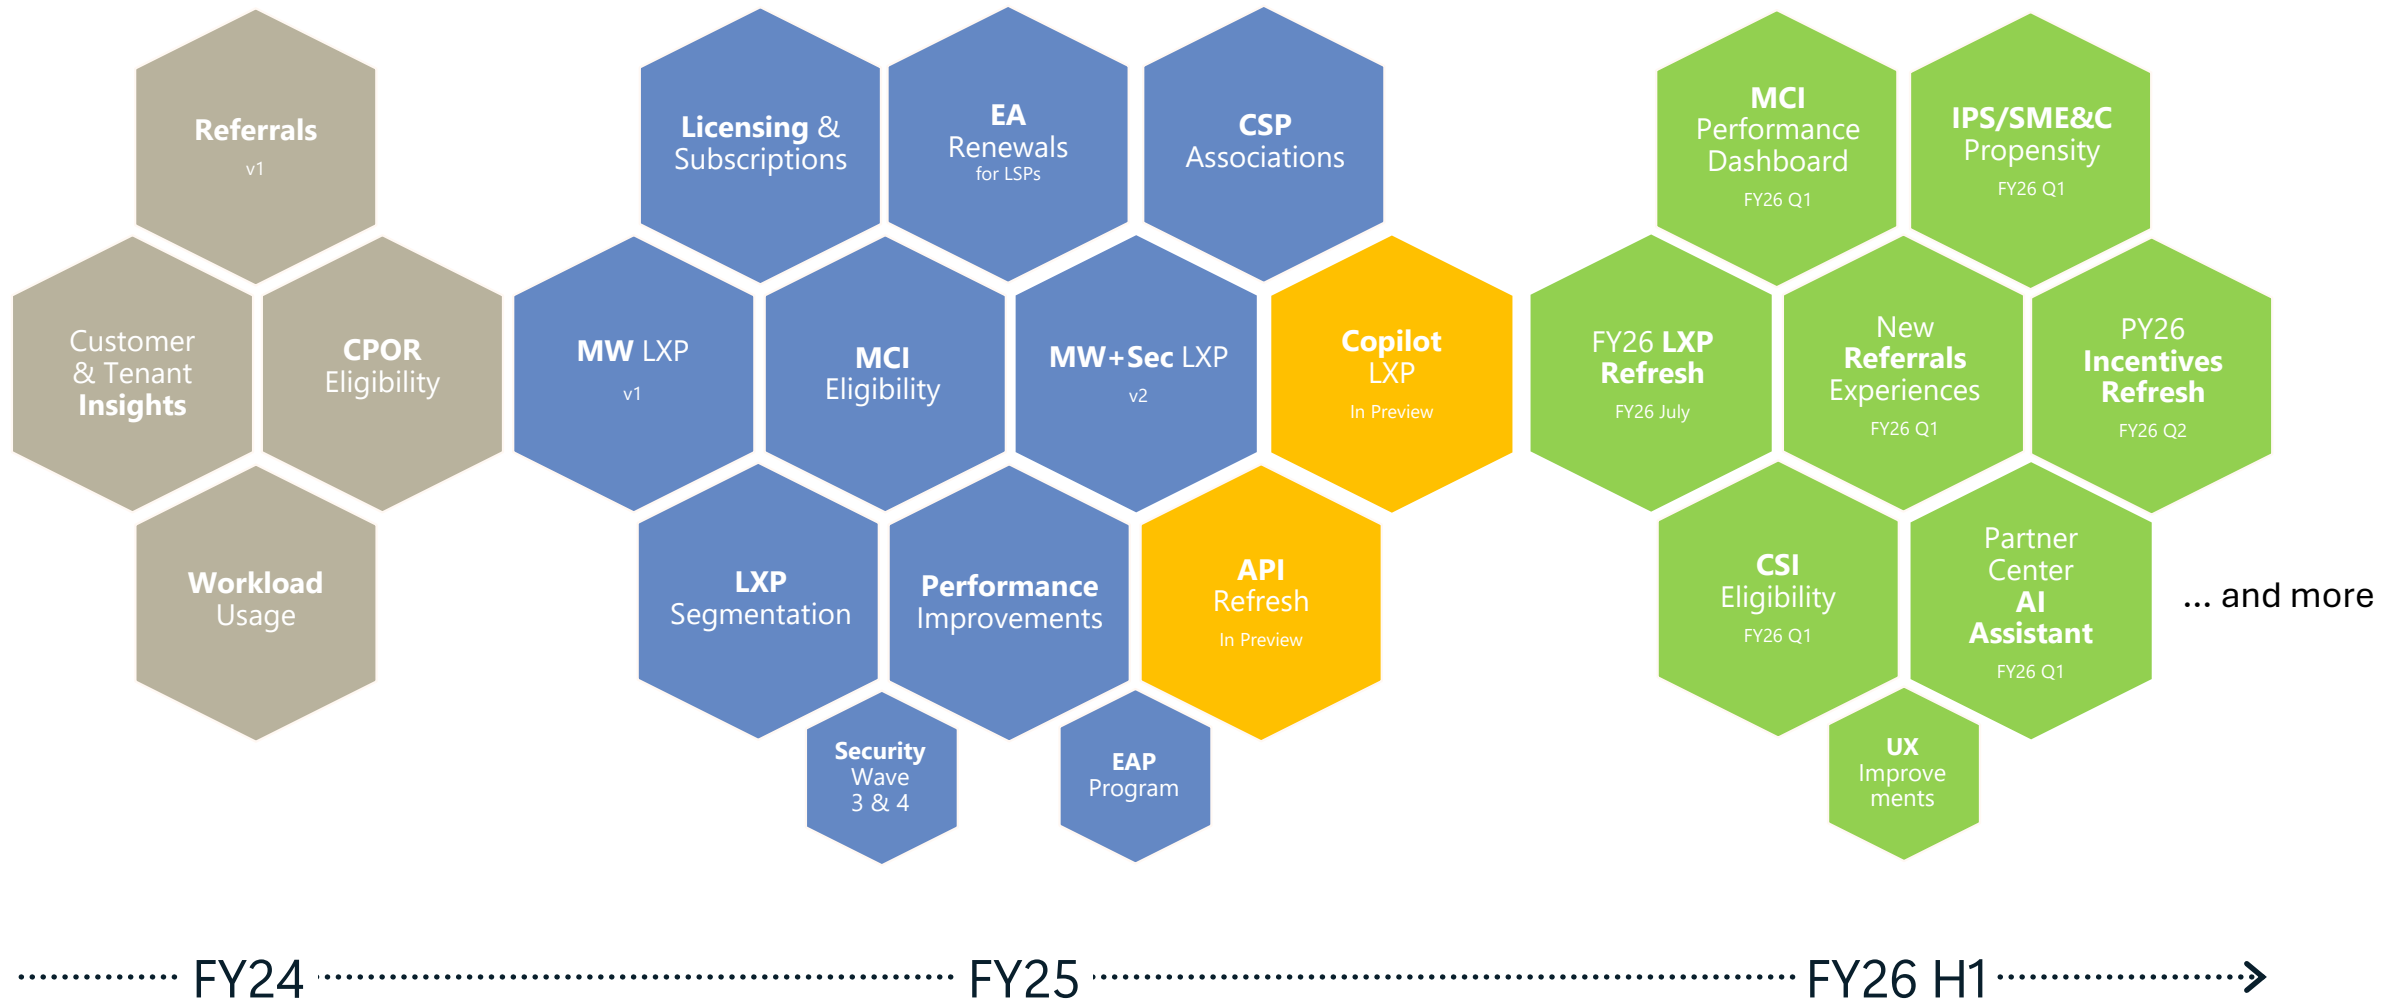 Referrals
v1
Customer
& Tenant
Insights
CPOR
Eligibility
Workload
Usage
Licensing &
Subscriptions
EA
Renewals
for LSPs
CSP
Associations
MW LXP
v1
MCI
Eligibility
MW+Sec LXP
v2
Copilot
LXP
In Preview
LXP
Segmentation
Performance
Improvements
API
Refresh
In Preview
Security
Wave
3 & 4
EAP
Program
MCI
Performance
Dashboard
FY26 Q1
IPS/SME&C
Propensity
FY26 Q1
FY26 LXP
Refresh
FY26 July
New
Referrals
Experiences
FY26 Q1
PY26
Incentives
Refresh
FY26 Q2
CSI
Eligibility
FY26 Q1
Partner
Center
AI
Assistant
FY26 Q1
... and more
UX
Improve
ments
FY24
FY25
FY26 H1